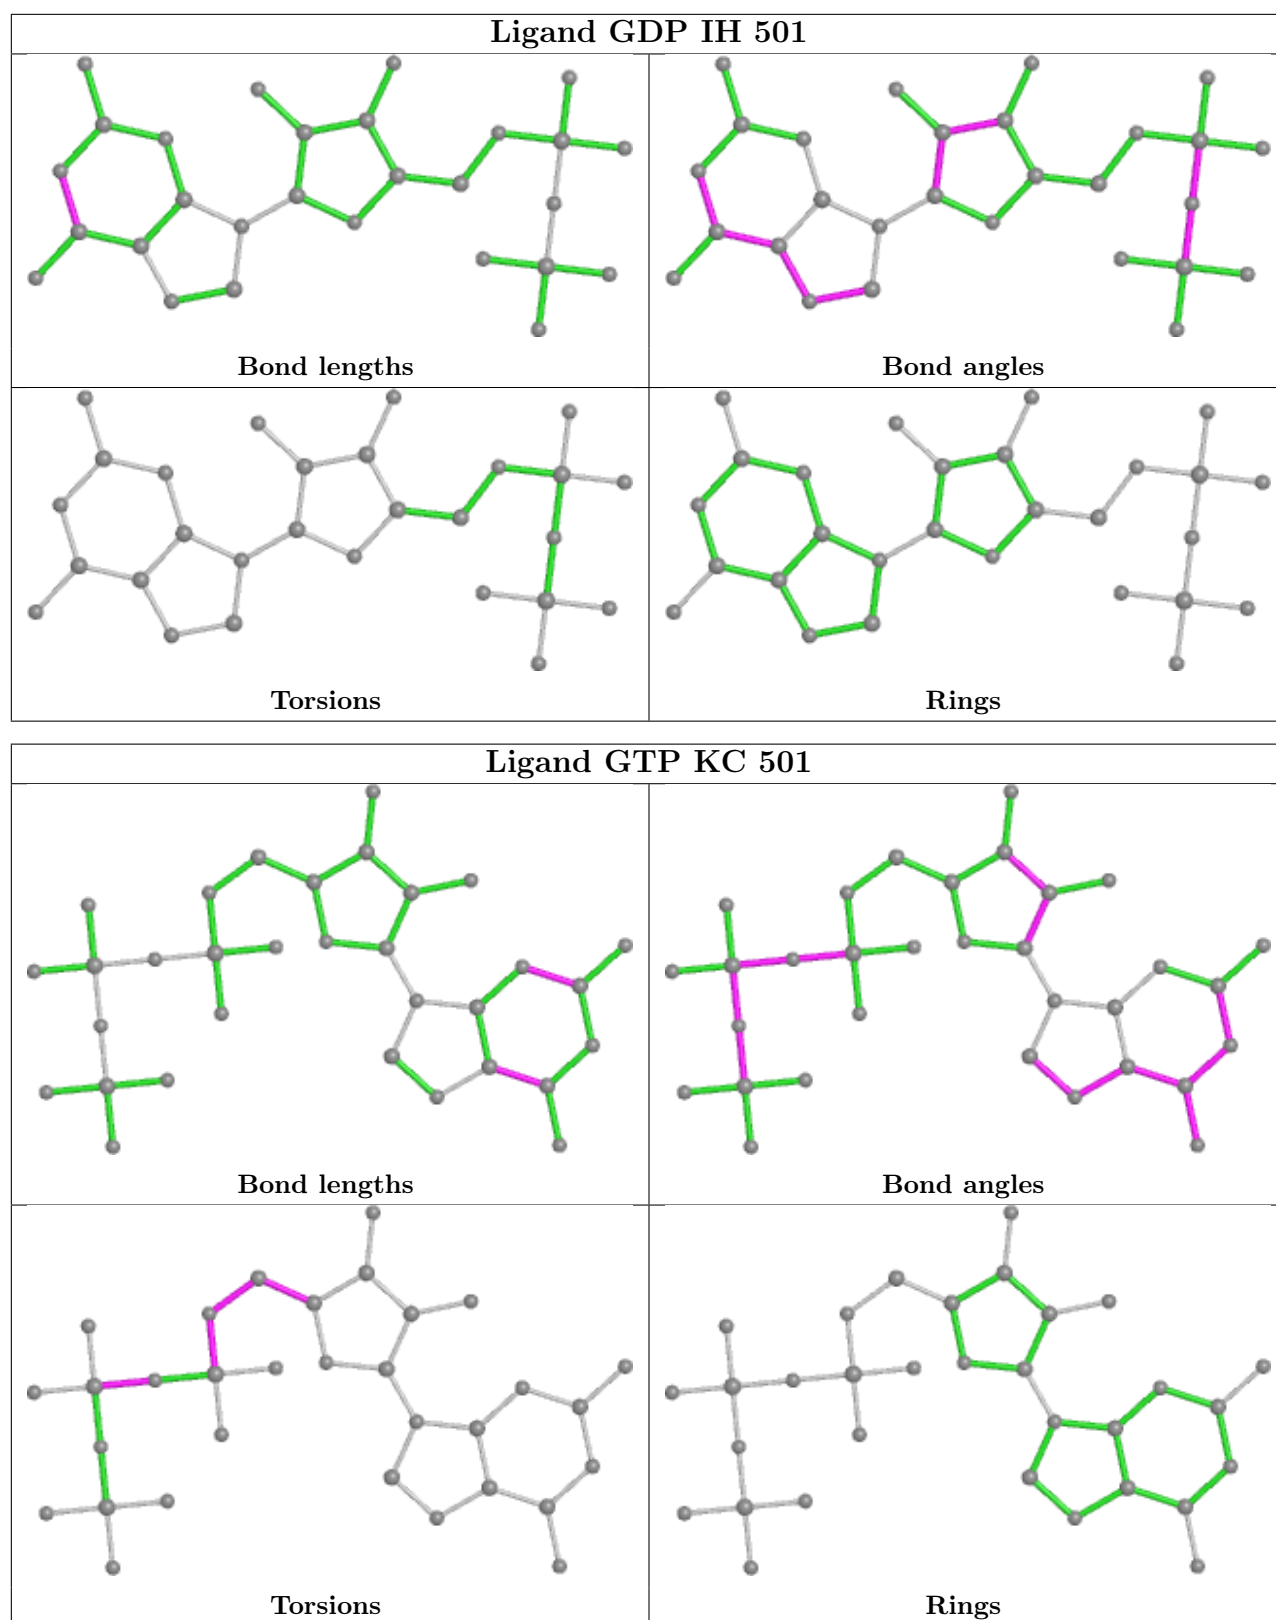 Ligand GDP IH 501
Bond lengths
Bond angles
Torsions
Rings
Ligand GTP KC 501
Bond lengths
Bond angles
Torsions
Rings